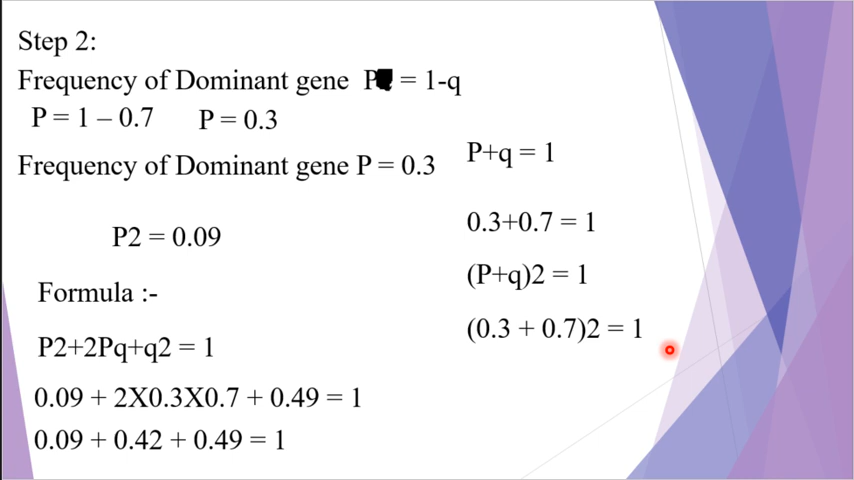 Step 2:
Frequency of Dominant gene P = 1-q
P = 1 – 0.7 P = 0.3
Frequency of Dominant gene P = 0.3
P2 = 0.09
Formula :-
P2+2Pq+q2 = 1
0.09 + 2X0.3X0.7 + 0.49 = 1
0.09 + 0.42 + 0.49 = 1
P+q = 1
0.3+0.7 = 1
(P+q)2 = 1
(0.3 + 0.7)2 = 1